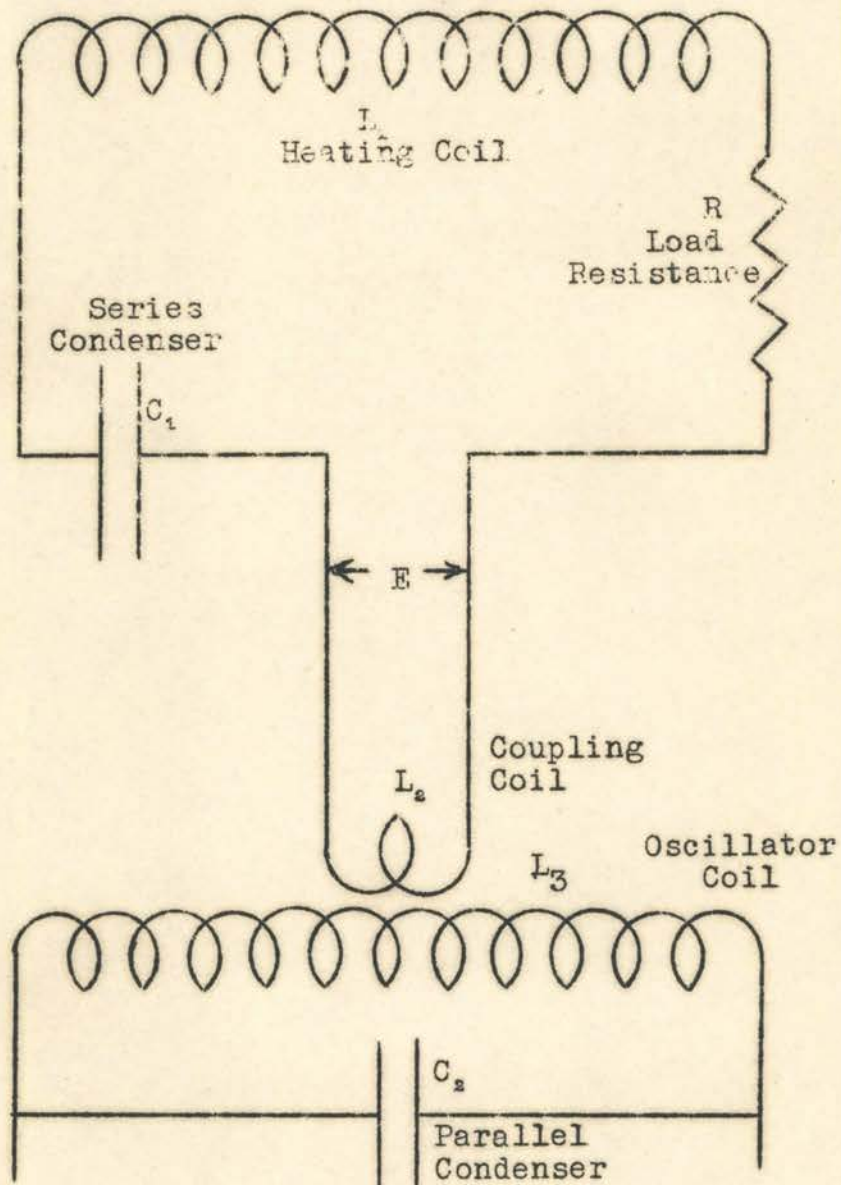 L
Heating Coil
R
Load
Resistance
Series
Condenser
C₁
E
Coupling
Coil
L₂
L₃
Oscillator
Coil
C₂
Parallel
Condenser